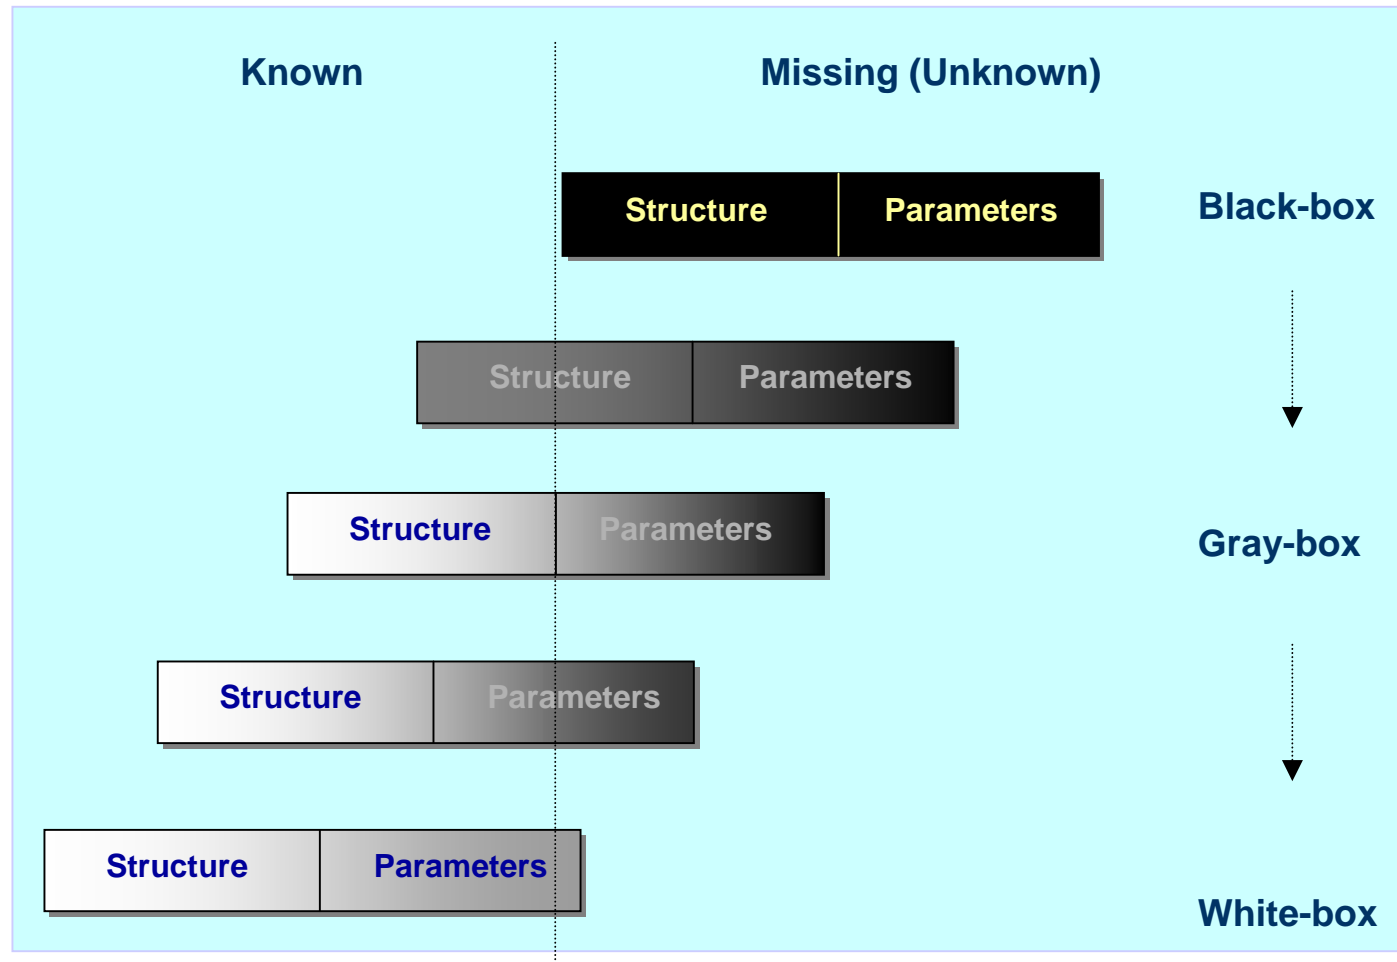 Known
Missing (Unknown)
Structure
Parameters
Black-box
Structure
Parameters
Structure
Parameters
Gray-box
Structure
Parameters
Structure
Parameters
White-box